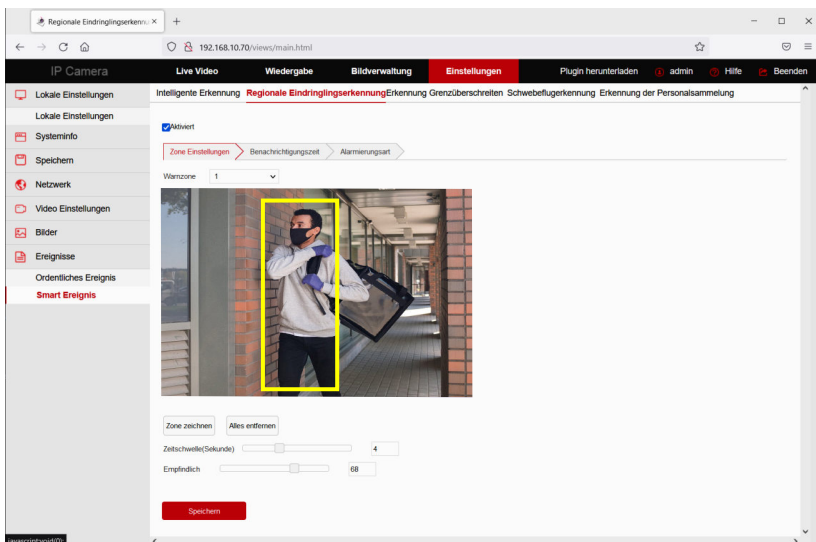 Regionale Eindringlingserkennu
192.168.10.70/views/main.html
IP Camera Live Video Wiedergabe Bildverwaltung Einstellungen Plugin herunterladen admin Hilfe Beenden
Lokale Einstellungen
Lokale Einstellungen
Systeminfo
Speichern
Netzwerk
Video Einstellungen
Bilder
Ereignisse
Ordentliches Ereignis
Smart Ereignis
Intelligente Erkennung Regionale Eindringlingserkennung Erkennung Grenzüberschreiten Schwebeflugerkennung Erkennung der Personalsammelung
Aktiviert
Zone Einstellungen Benachrichtigungszeit Alarmierungsart
Warnzone 1
Zone zeichnen Alles entfernen
Zeitschwelle(Sekunde) 4
Empfindlich 68
Speichern
javascript:void(0);